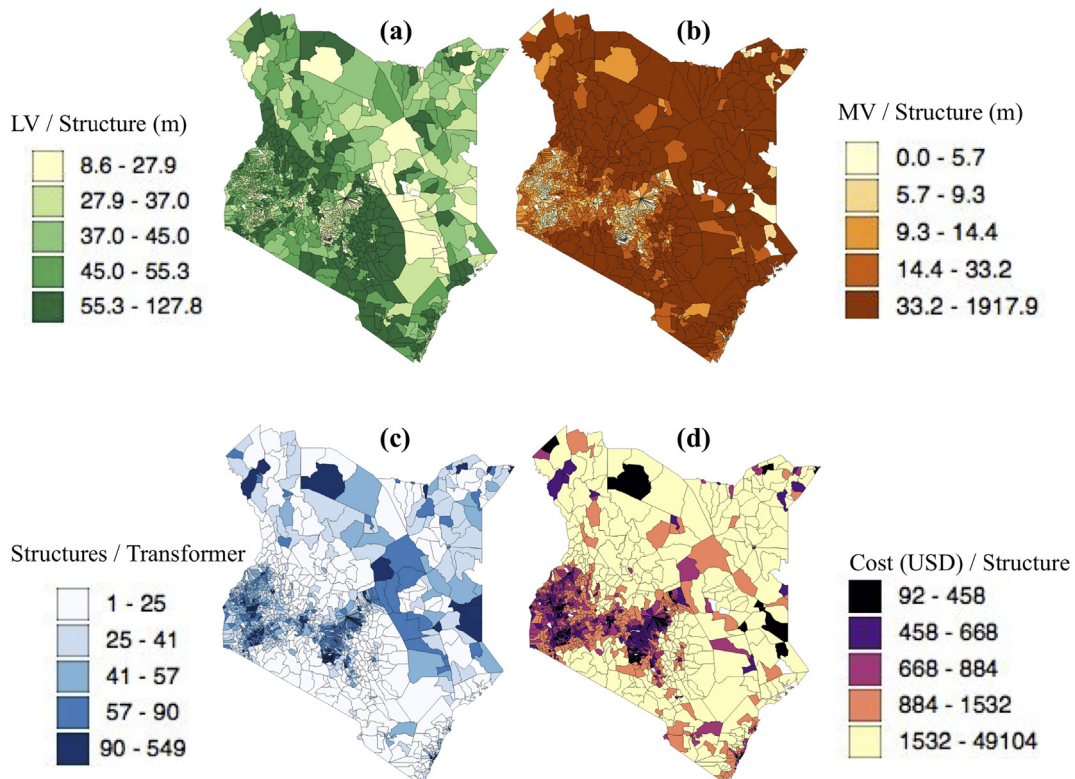 (a)
(b)
LV / Structure (m)
8.6 - 27.9
27.9 - 37.0
37.0 - 45.0
45.0 - 55.3
55.3 - 127.8
MV / Structure (m)
0.0 - 5.7
5.7 - 9.3
9.3 - 14.4
14.4 - 33.2
33.2 - 1917.9
(c)
(d)
Structures / Transformer
1 - 25
25 - 41
41 - 57
57 - 90
90 - 549
Cost (USD) / Structure
92 - 458
458 - 668
668 - 884
884 - 1532
1532 - 49104